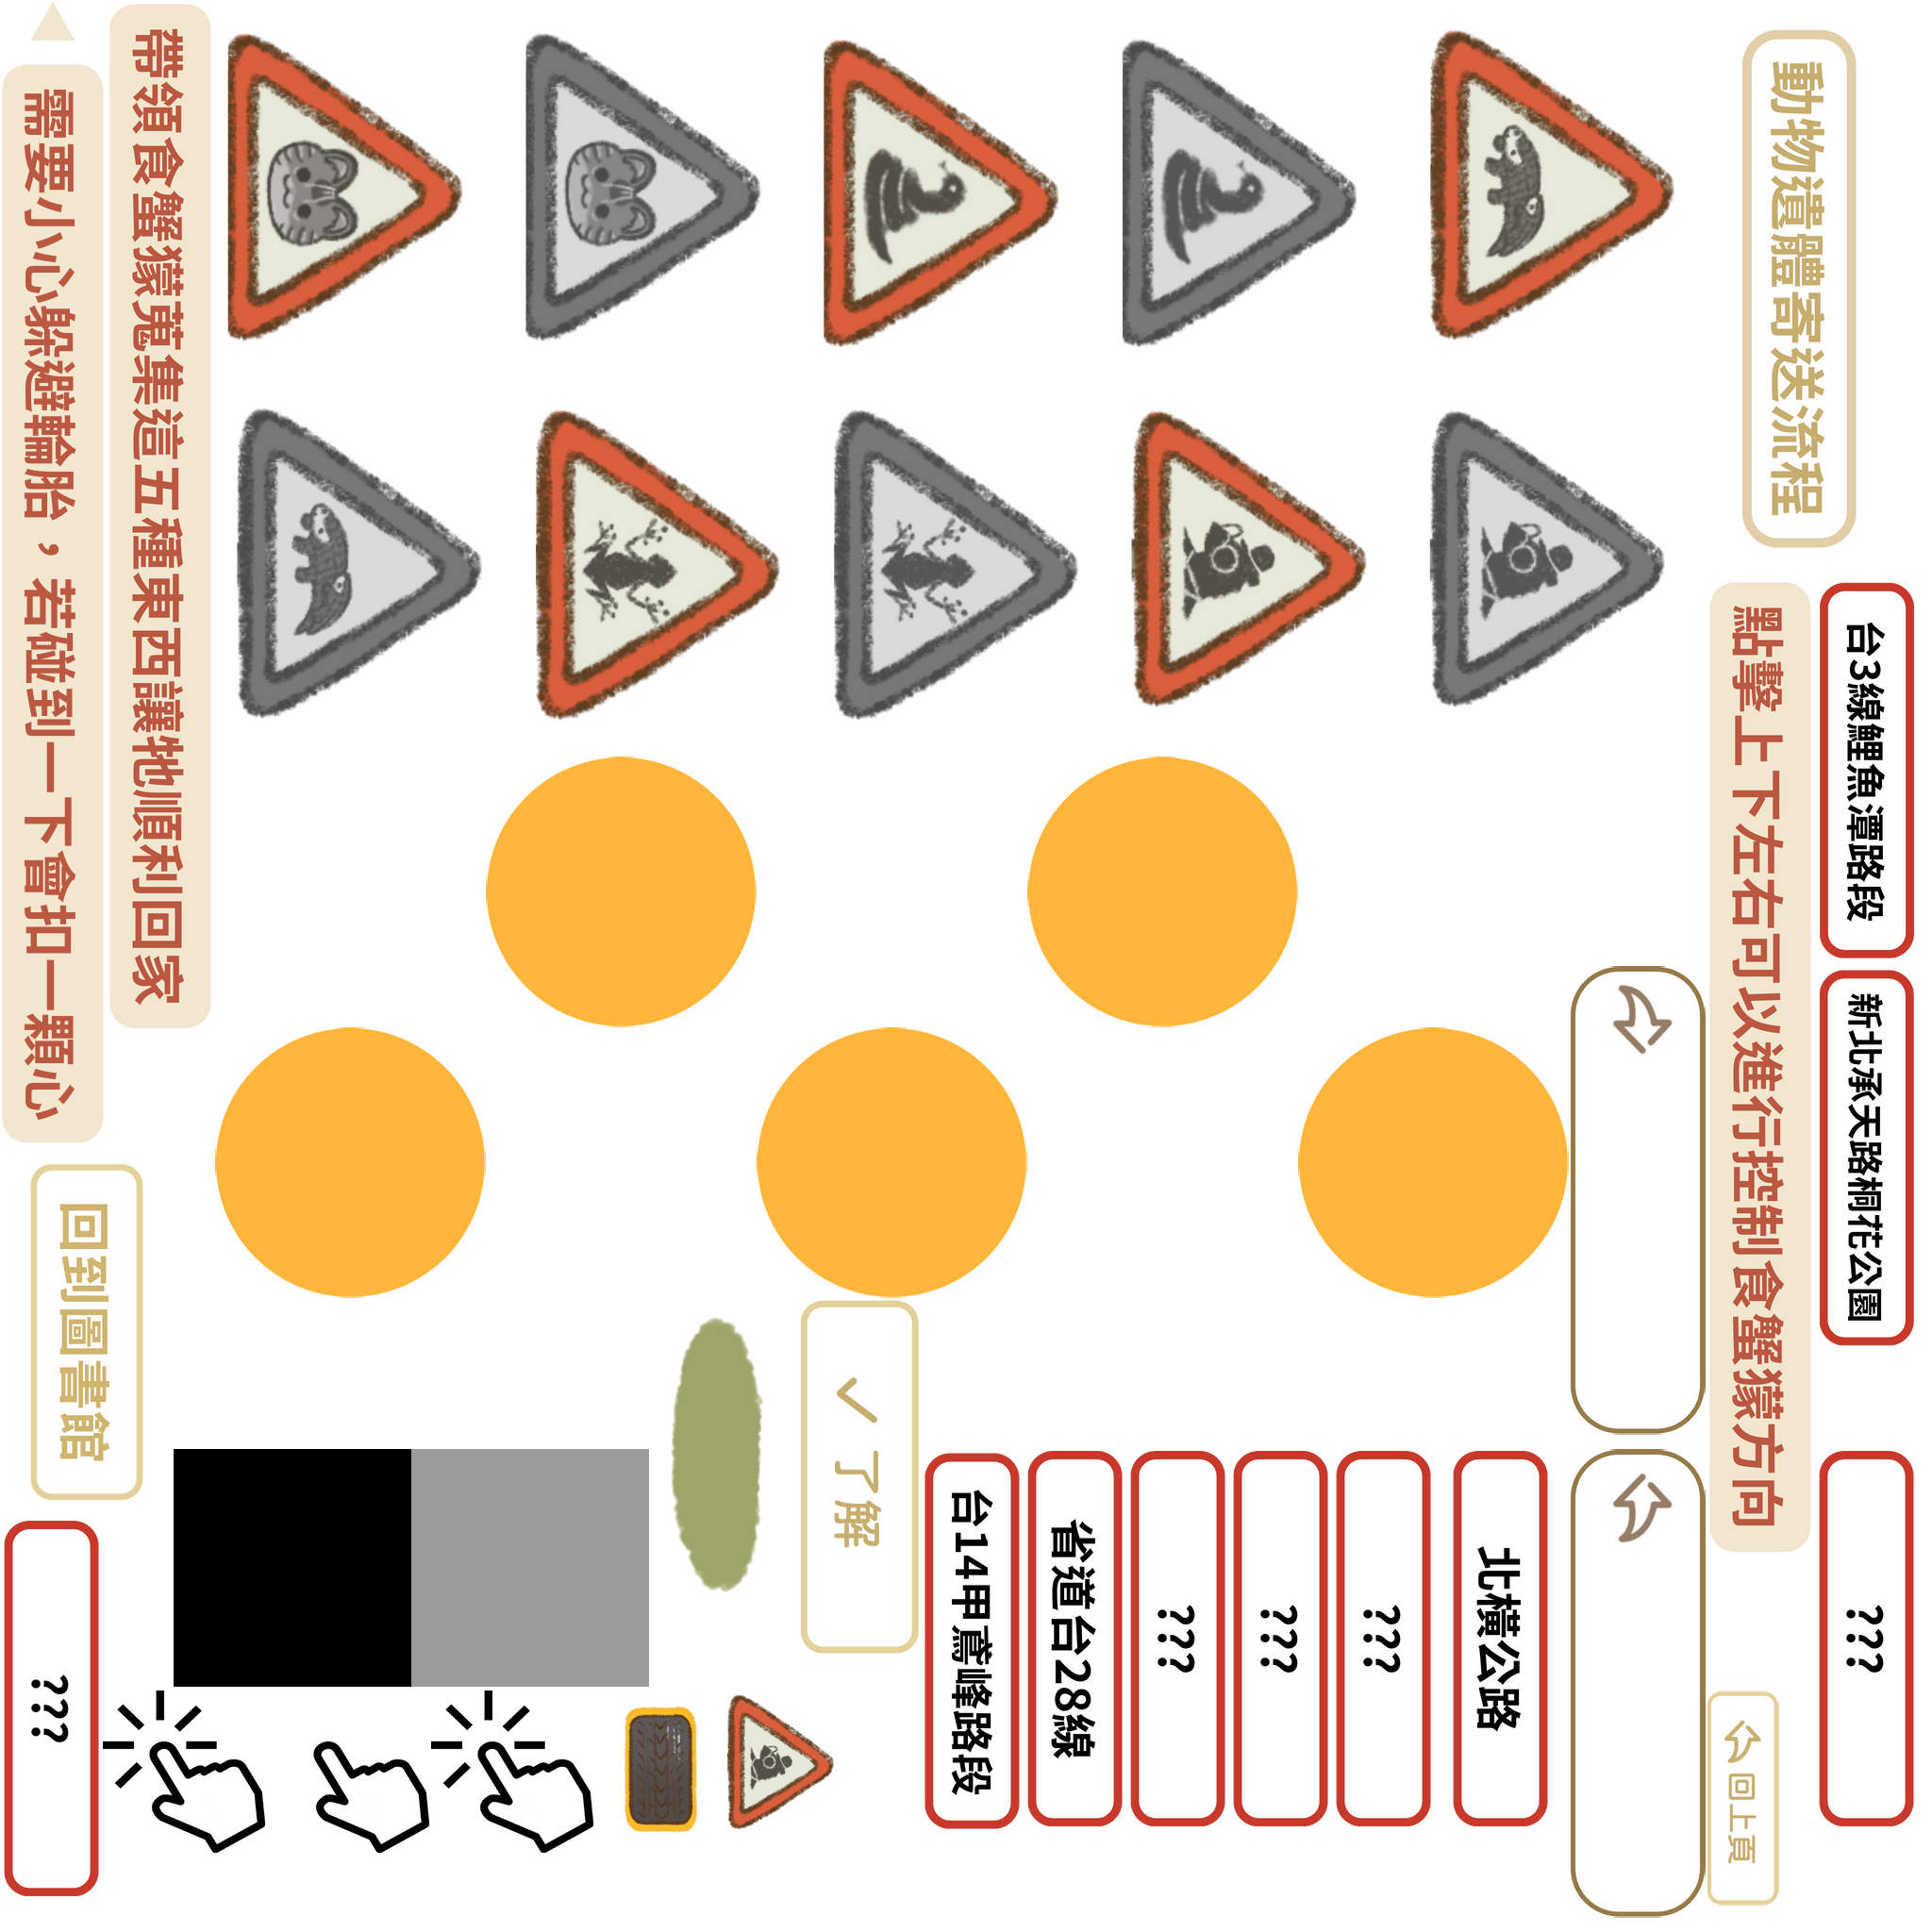 動物遺體寄送流程
台3線鯉魚潭路段
新北承天路桐花公園
???
點擊上下左右可以進行控制食蟹獴方向
回上頁
北橫公路
???
???
???
省道台28線
台14甲鳶峰路段
✓ 了解
帶領食蟹獴蒐集這五種東西讓牠順利回家
需要小心躲避輪胎，若碰到一下會扣一顆心
回到圖書館
???